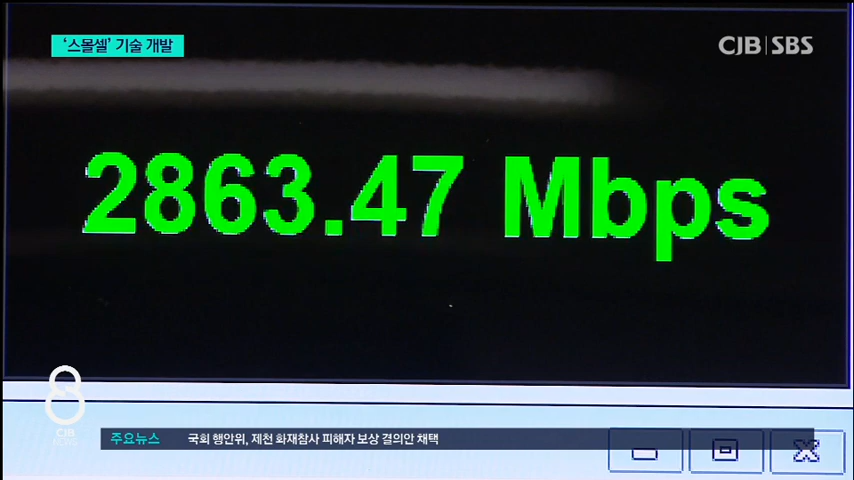 ‘스몰셀’ 기술 개발
CJB SBS
2863.47 Mbps
8
CJB
NEWS
주요뉴스 국회 행안위, 제천 화재참사 피해자 보상 결의안 채택